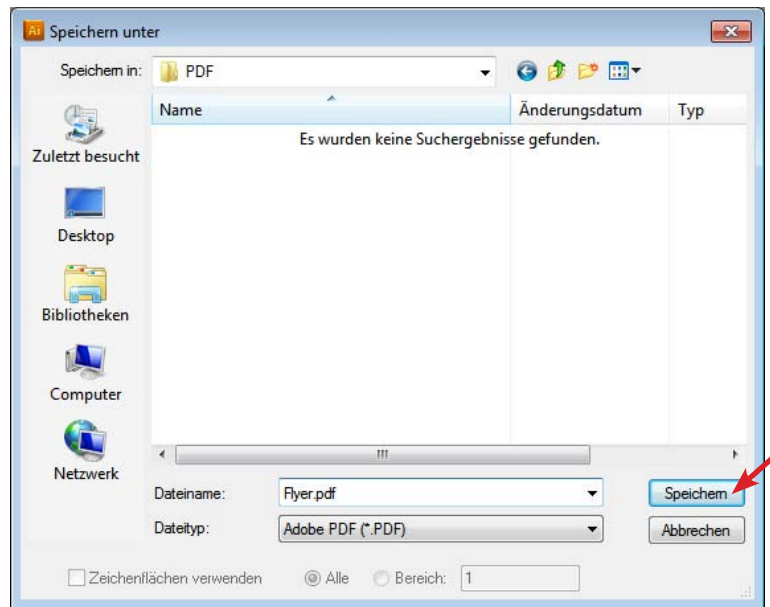 Ai Speichern unter
Speichern in: PDF
Name Änderungsdatum Typ
Es wurden keine Suchergebnisse gefunden.
Zuletzt besucht
Desktop
Bibliotheken
Computer
Netzwerk
Dateiname: Flyer.pdf Speichern
Dateityp: Adobe PDF (*.PDF) Abbrechen
Zeichenflächen verwenden Alle Bereich: 1